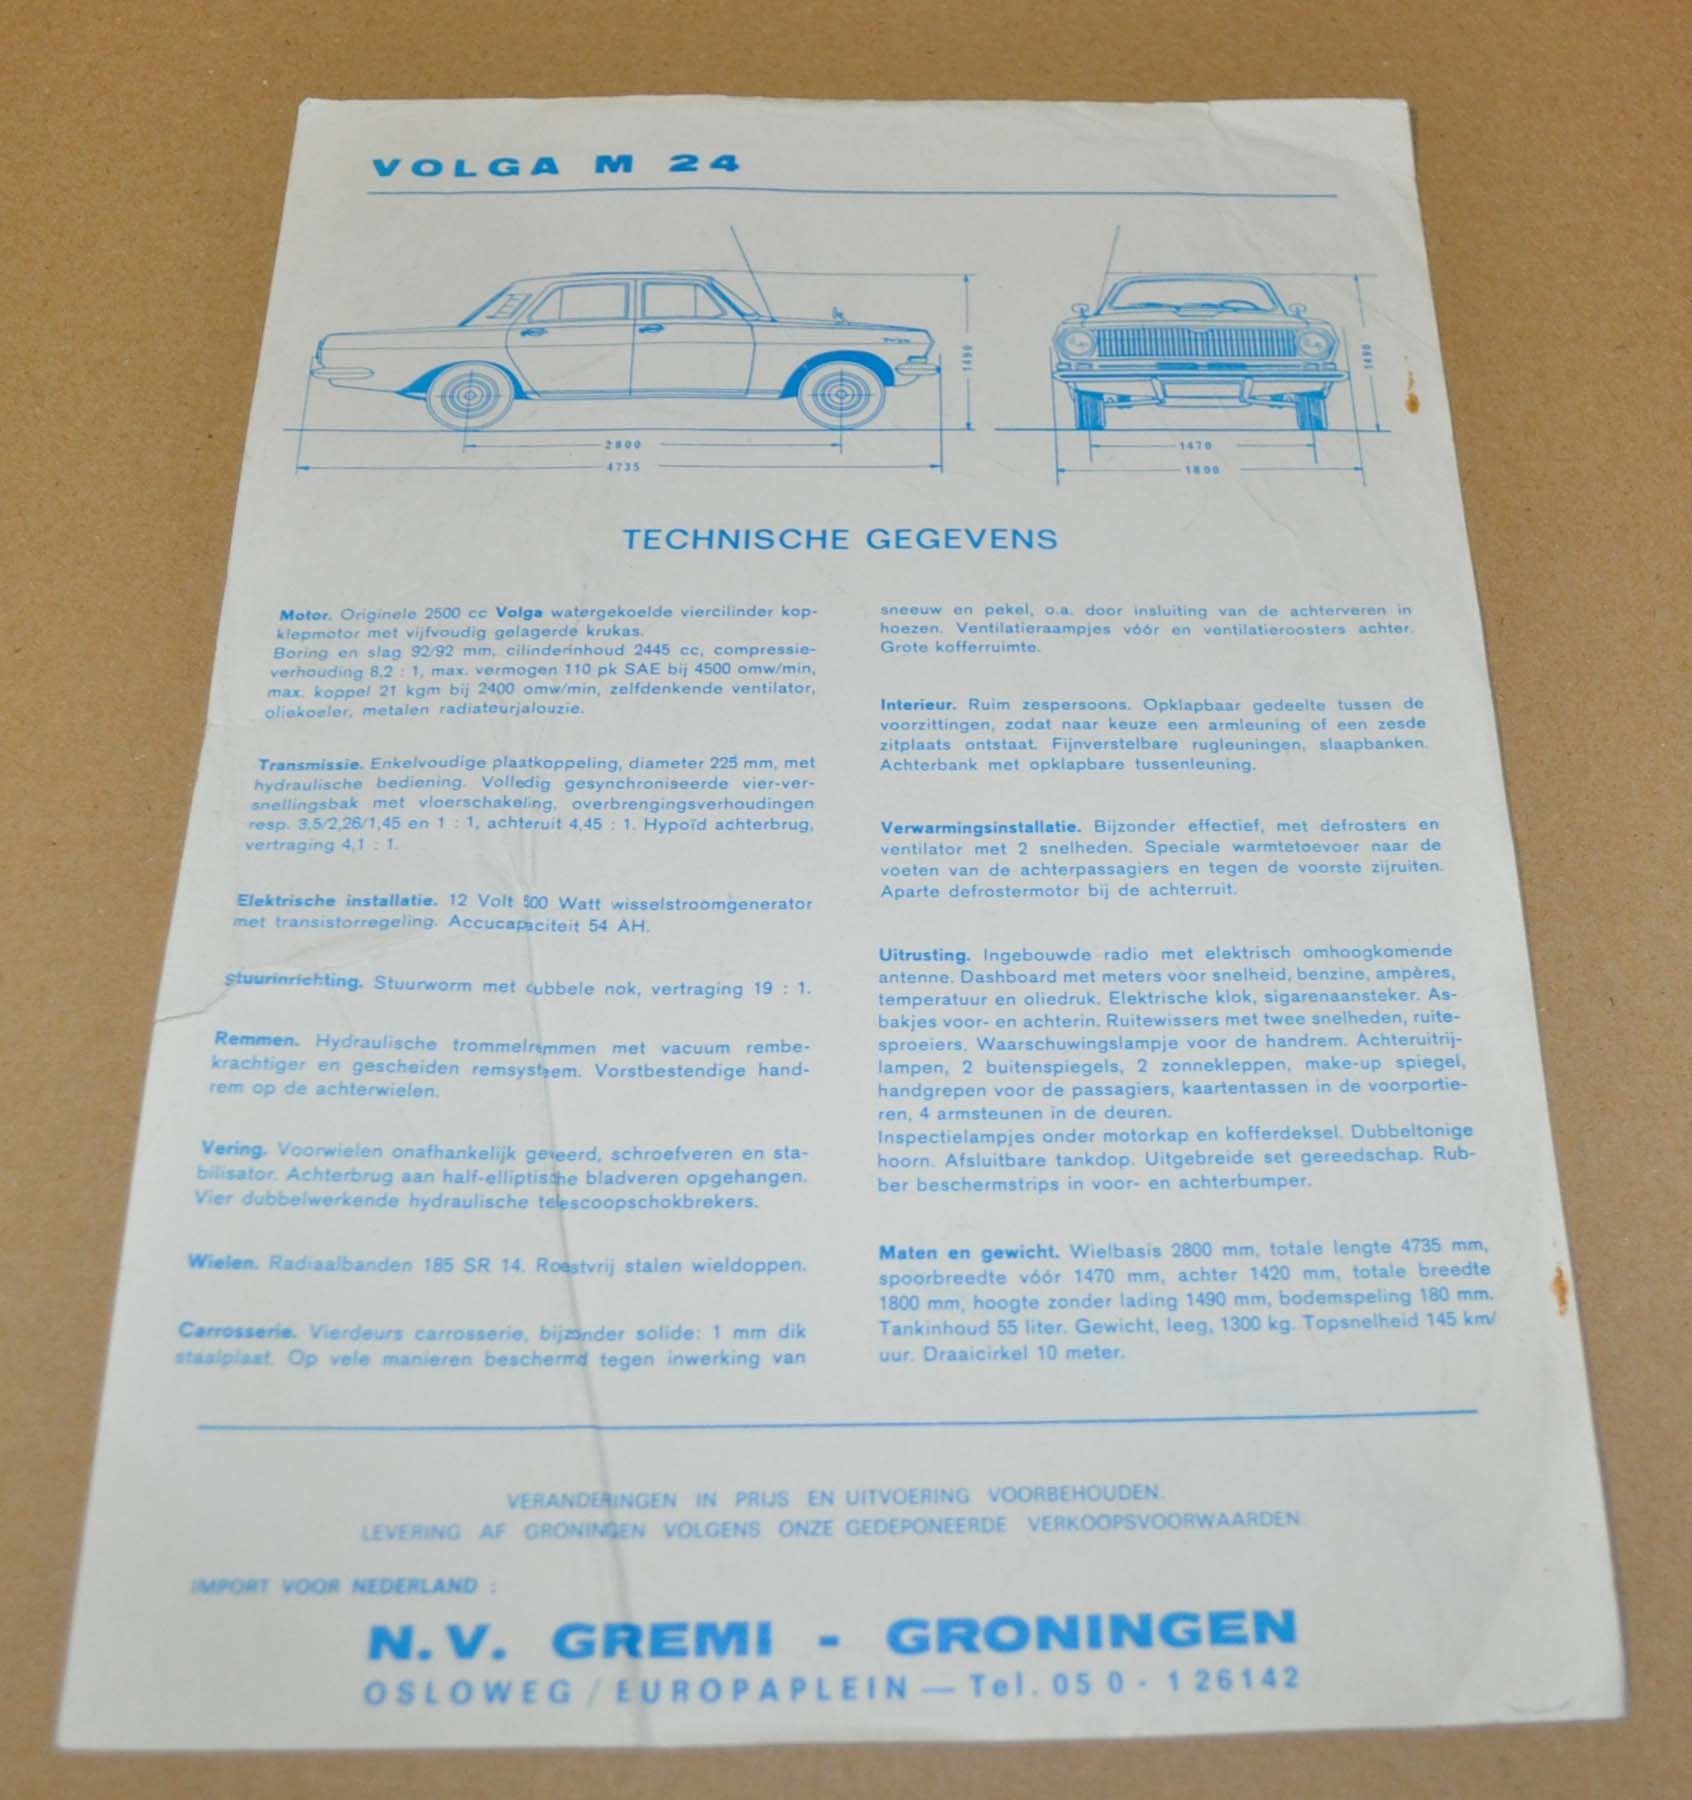 VOLGA M 24
1490
1490
2800
4735
1470
1800
TECHNISCHE GEGEVENS
Motor. Originele 2500 cc Volga watergekoelde viercilinder kop-
klepmotor met vijfvoudig gelagerde krukas.
Boring en slag 92/92 mm, cilinderinhoud 2445 cc, compressie-
verhouding 8,2 : 1, max. vermogen 110 pk SAE bij 4500 omw/min,
max. koppel 21 kgm bij 2400 omw/min, zelfdenkende ventilator,
oliekoeler, metalen radiateurjalouzie.
Transmissie. Enkelvoudige plaatkoppeling, diameter 225 mm, met
hydraulische bediening. Volledig gesynchroniseerde vier-ver-
snellingsbak met vloerschakeling, overbrengingsverhoudingen
resp. 3,5/2,26/1,45 en 1 : 1, achteruit 4,45 : 1. Hypoïd achterbrug,
vertraging 4,1 : 1.
Elektrische installatie. 12 Volt 500 Watt wisselstroomgenerator
met transistorregeling. Accucapaciteit 54 AH.
Stuurinrichting. Stuurworm met dubbele nok, vertraging 19 : 1.
Remmen. Hydraulische trommelremmen met vacuum rembe-
krachtiger en gescheiden remsysteem. Vorstbestendige hand-
rem op de achterwielen.
Vering. Voorwielen onafhankelijk geveerd, schroefveren en sta-
bilisator. Achterbrug aan half-elliptische bladveren opgehangen.
Vier dubbelwerkende hydraulische telescoopschokbrekers.
Wielen. Radiaalbanden 185 SR 14. Roestvrij stalen wieldoppen.
Carrosserie. Vierdeurs carrosserie, bijzonder solide: 1 mm dik
staalplaat. Op vele manieren beschermd tegen inwerking van
sneeuw en pekel, o.a. door insluiting van de achterveren in
hoezen. Ventilatieraampjes vóór en ventilatieroosters achter.
Grote kofferruimte.
Interieur. Ruim zespersoons. Opklapbaar gedeelte tussen de
voorzittingen, zodat naar keuze een armleuning of een zesde
zitplaats ontstaat. Fijnverstelbare rugleuningen, slaapbanken.
Achterbank met opklapbare tussenleuning.
Verwarmingsinstallatie. Bijzonder effectief, met defrosters en
ventilator met 2 snelheden. Speciale warmtetoevoer naar de
voeten van de achterpassagiers en tegen de voorste zijruiten.
Aparte defrostermotor bij de achterruit.
Uitrusting. Ingebouwde radio met elektrisch omhoogkomende
antenne. Dashboard met meters voor snelheid, benzine, ampères,
temperatuur en oliedruk. Elektrische klok, sigarenaansteker. As-
bakjes voor- en achterin. Ruitewissers met twee snelheden, ruite-
sproeiers. Waarschuwingslampje voor de handrem. Achteruitrij-
lampen, 2 buitenspiegels, 2 zonnekleppen, make-up spiegel,
handgrepen voor de passagiers, kaartentassen in de voorportie-
ren, 4 armsteunen in de deuren.
Inspectielampjes onder motorkap en kofferdeksel. Dubbeltonige
hoorn. Afsluitbare tankdop. Uitgebreide set gereedschap. Rub-
ber beschermstrips in voor- en achterbumper.
Maten en gewicht. Wielbasis 2800 mm, totale lengte 4735 mm,
spoorbreedte vóór 1470 mm, achter 1420 mm, totale breedte
1800 mm, hoogte zonder lading 1490 mm, bodemspeling 180 mm.
Tankinhoud 55 liter. Gewicht, leeg, 1300 kg. Topsnelheid 145 km/
uur. Draaicirkel 10 meter.
VERANDERINGEN IN PRIJS EN UITVOERING VOORBEHOUDEN.
LEVERING AF GRONINGEN VOLGENS ONZE GEDEPONEERDE VERKOOPSVOORWAARDEN.
IMPORT VOOR NEDERLAND :
N.V. GREMI - GRONINGEN
OSLOWEG / EUROPAPLEIN — Tel. 05 0 - 1 26142